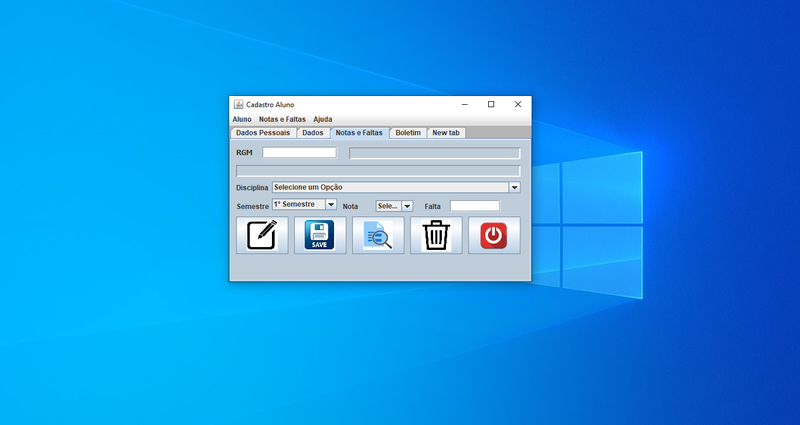 Cadastro Aluno
Aluno Notas e Faltas Ajuda
Dados Pessoais Dados Notas e Faltas Boletim New tab
RGM
Disciplina Selecione um Opção
Semestre 1° Semestre Nota Sele... Falta
SAVE